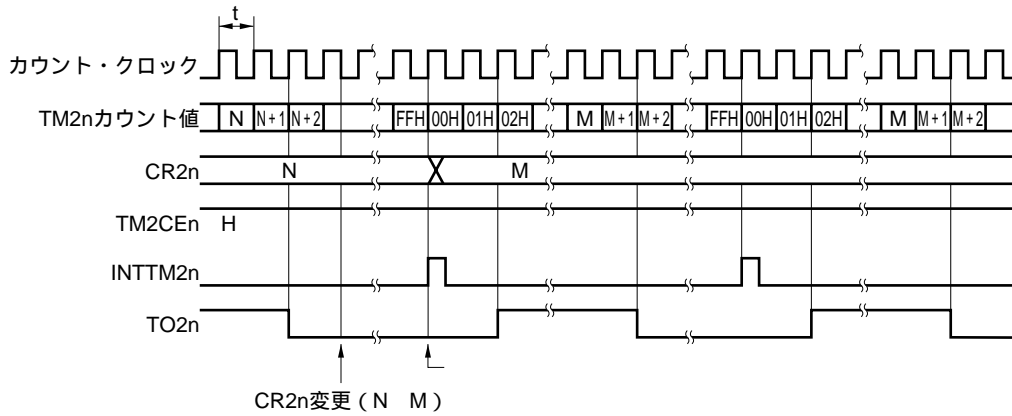 t
カウント・クロック
TM2nカウント値 N N+1 N+2 FFH 00H 01H 02H M M+1 M+2 FFH 00H 01H 02H M M+1 M+2
CR2n N M
TM2CEn H
INTTM2n
TO2n
CR2n変更（N M）